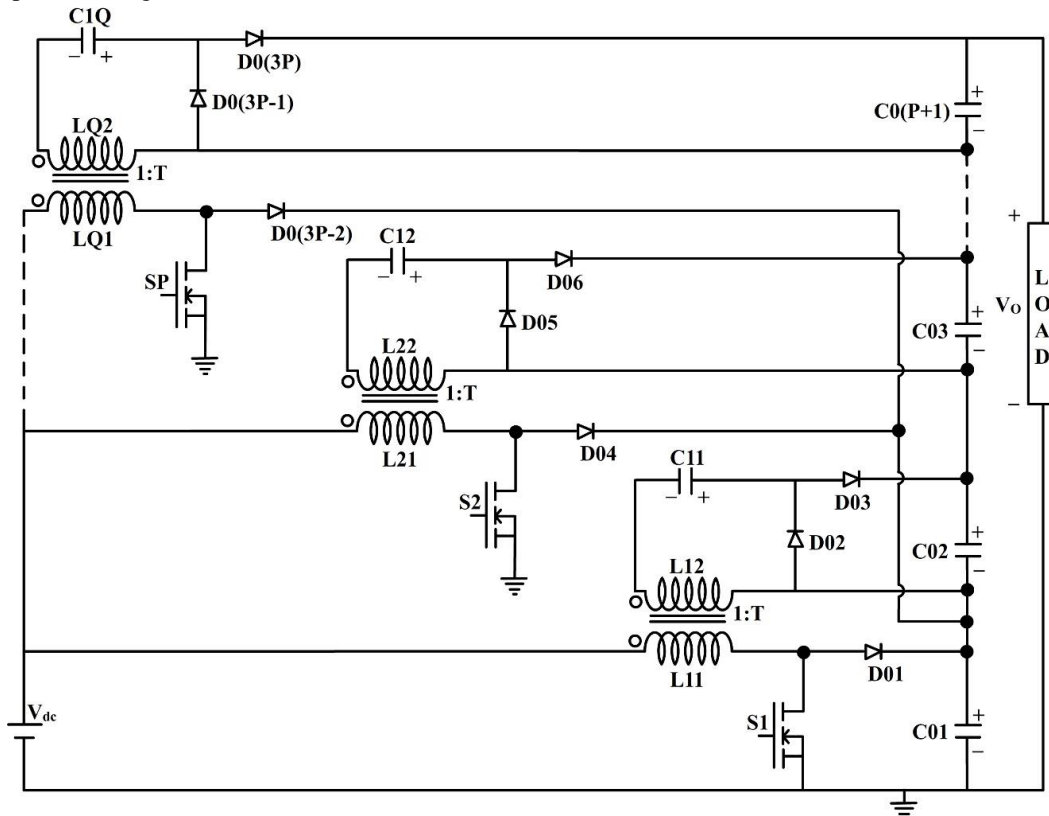 C1Q
− +
D0(3P)
D0(3P-1)
+
C0(P+1)
−
LQ2
1:T
LQ1
D0(3P-2)
SP
C12
− +
D06
D05
+
C03
−
+
VO
−
LOAD
L22
1:T
L21
D04
S2
C11
− +
D03
D02
+
C02
−
L12
1:T
L11
D01
S1
+
C01
−
Vdc